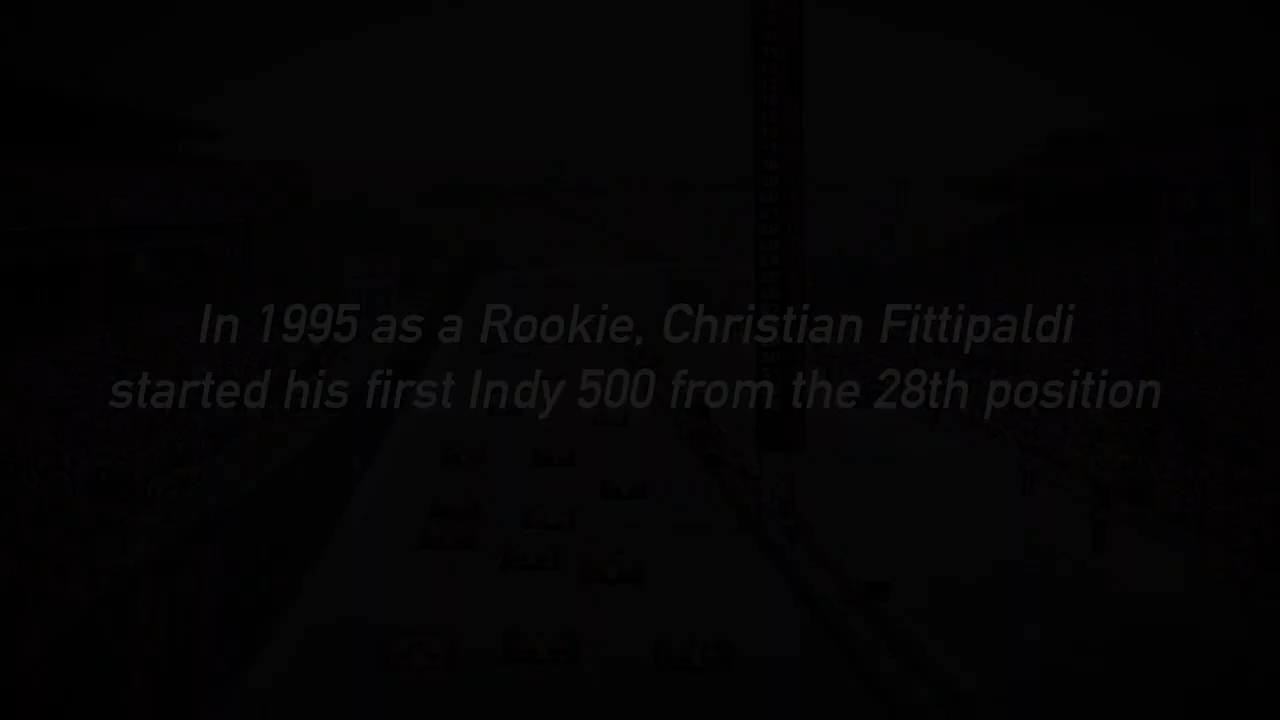 In 1995 as a Rookie, Christian Fittipaldi
started his first Indy 500 from the 28th position